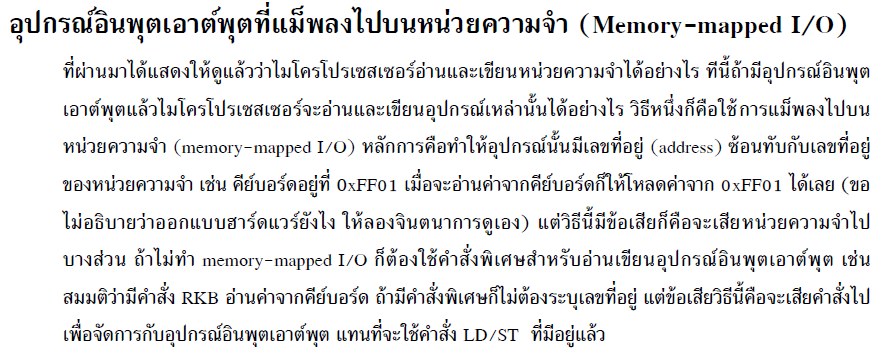 อุปกรณ์อินพุตเอาต์พุตที่แม็พลงไปบนหน่วยความจำ (Memory-mapped I/O)
ที่ผ่านมาได้แสดงให้ดูแล้วว่าไมโครโปรเซสเซอร์อ่านและเขียนหน่วยความจำได้อย่างไร ทีนี้ถ้ามีอุปกรณ์อินพุต
เอาต์พุตแล้วไมโครโปรเซสเซอร์จะอ่านและเขียนอุปกรณ์เหล่านั้นได้อย่างไร วิธีหนึ่งก็คือใช้การแม็พลงไปบน
หน่วยความจำ (memory-mapped I/O) หลักการคือทำให้อุปกรณ์นั้นมีเลขที่อยู่ (address) ซ้อนทับกับเลขที่อยู่
ของหน่วยความจำ เช่น คีย์บอร์ดอยู่ที่ 0xFF01 เมื่อจะอ่านค่าจากคีย์บอร์ดก็ให้โหลดค่าจาก 0xFF01 ได้เลย (ขอ
ไม่อธิบายว่าออกแบบฮาร์ดแวร์ยังไง ให้ลองจินตนาการดูเอง) แต่วิธีนี้มีข้อเสียก็คือจะเสียหน่วยความจำไป
บางส่วน ถ้าไม่ทำ memory-mapped I/O ก็ต้องใช้คำสั่งพิเศษสำหรับอ่านเขียนอุปกรณ์อินพุตเอาต์พุต เช่น
สมมติว่ามีคำสั่ง RKB อ่านค่าจากคีย์บอร์ด ถ้ามีคำสั่งพิเศษก็ไม่ต้องระบุเลขที่อยู่ แต่ข้อเสียวิธีนี้คือจะเสียคำสั่งไป
เพื่อจัดการกับอุปกรณ์อินพุตเอาต์พุต แทนที่จะใช้คำสั่ง LD/ST ที่มีอยู่แล้ว